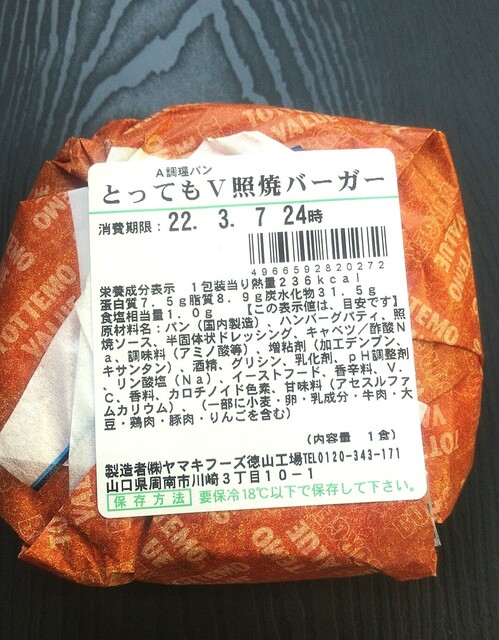 A調理パン
とってもV照焼バーガー
消費期限：22. 3. 7 24時
4966592820272
栄養成分表示 1包装当り熱量236kcal
蛋白質7.5g脂質8.9g炭水化物31.5g
食塩相当量1.0g 【この表示値は、目安です】
原材料名：パン（国内製造）、ハンバーグパティ、照
焼ソース、半固体状ドレッシング、キャベツ／酢酸N
a、調味料（アミノ酸等）、増粘剤（加工デンプン、
キサンタン）、酒精、グリシン、乳化剤、pH調整剤
、リン酸塩（Na）、イーストフード、香辛料、V.
C、香料、カロチノイド色素、甘味料（アセスルファ
ムカリウム）、（一部に小麦・卵・乳成分・牛肉・大
豆・鶏肉・豚肉・りんごを含む）
（内容量 1食）
製造者㈱ヤマキフーズ徳山工場TEL0120-343-171
山口県周南市川崎3丁目10-1
保存方法 要保冷18℃以下で保存して下さい。
TOTTEMO
VALUE